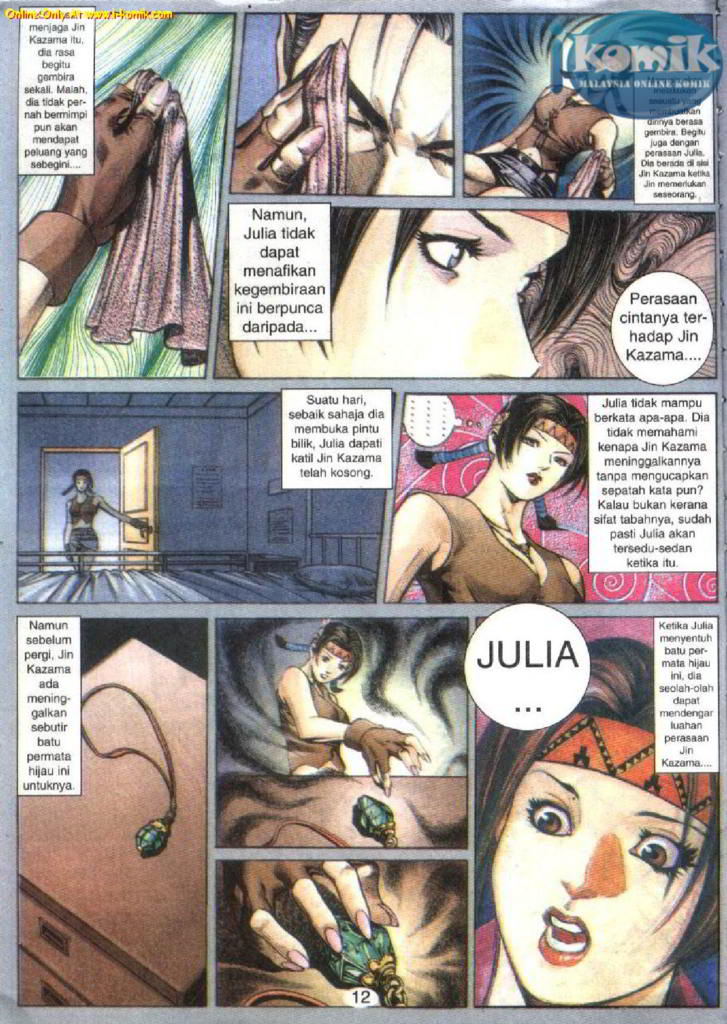 Online Only At www.i-komik.com
menjaga Jin
Kazama itu,
dia rasa
begitu
gembira
sekali. Malah,
dia tidak per-
nah bermimpi
pun akan
mendapat
peluang yang
sebegini....
ikomik
MALAYSIA ONLINE KOMIK
dirinya berasa
gembira. Begitu
juga dengan
perasaan Julia.
Dia berada di sisi
Jin Kazama ketika
Jin memerlukan
seseorang.
Namun,
Julia tidak
dapat
menafikan
kegembiraan
ini berpunca
daripada...
Perasaan
cintanya ter-
hadap Jin
Kazama....
Suatu hari,
sebaik sahaja dia
membuka pintu
bilik, Julia dapati
katil Jin Kazama
telah kosong.
Julia tidak mampu
berkata apa-apa. Dia
tidak memahami
kenapa Jin Kazama
meninggalkannya
tanpa mengucapkan
sepatah kata pun?
Kalau bukan kerana
sifat tabahnya, sudah
pasti Julia akan
tersedu-sedan
ketika itu.
Namun
sebelum
pergi, Jin
Kazama
ada
mening-
galkan
sebutir
batu
permata
hijau ini
untuknya.
JULIA
...
Ketika Julia
menyentuh
batu per-
mata hijau
ini, dia
seolah-olah
dapat
mendengar
luahan
perasaan
Jin
Kazama....
12